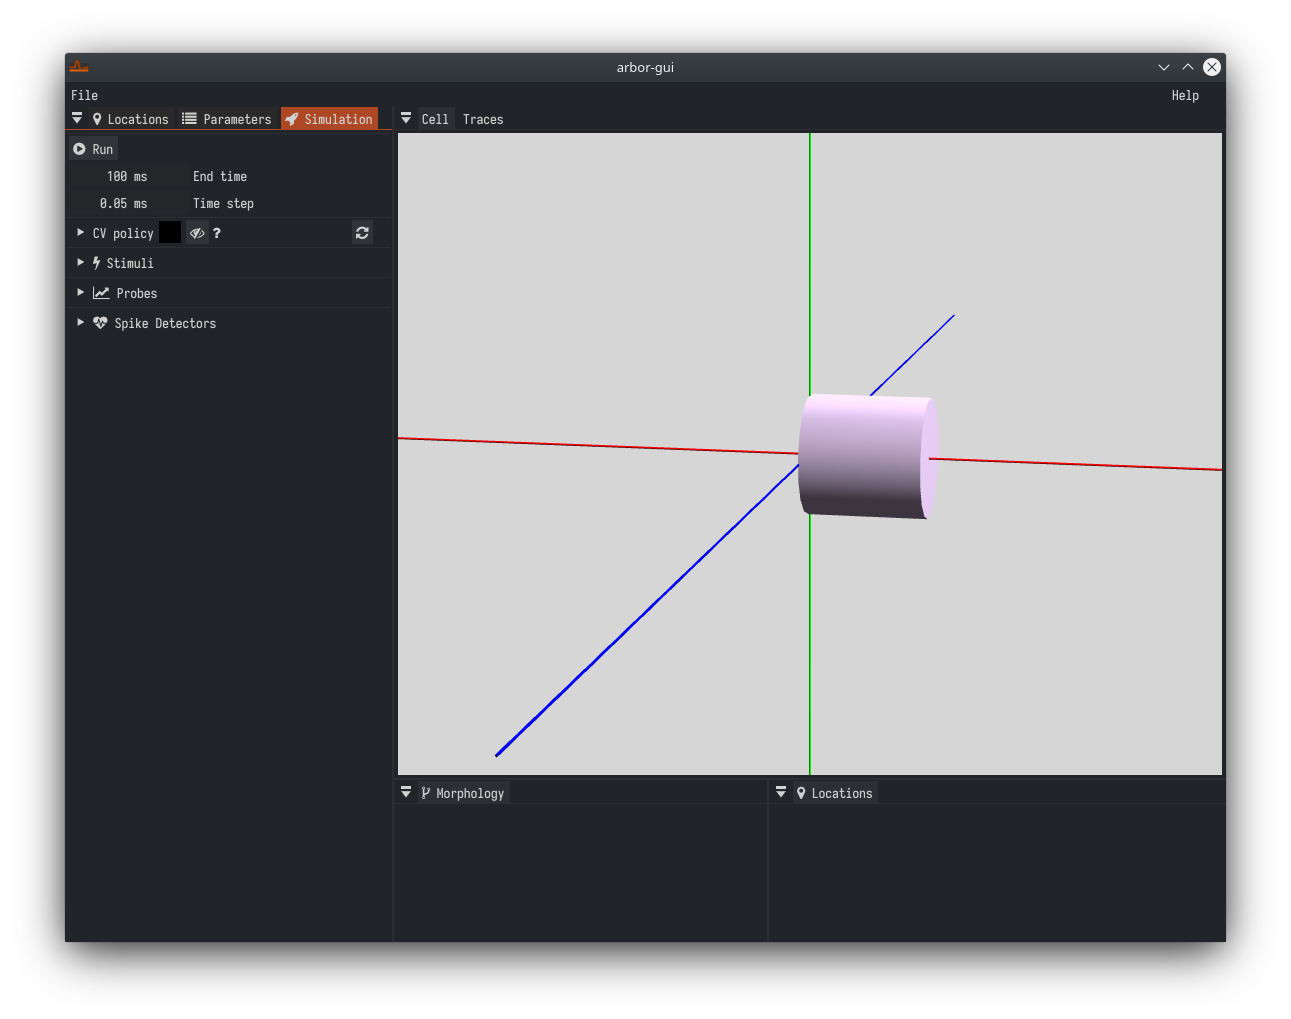 arbor-gui
File Help
Locations Parameters Simulation Cell Traces
Run
100 ms End time
0.05 ms Time step
CV policy ?
Stimuli
Probes
Spike Detectors
Morphology Locations